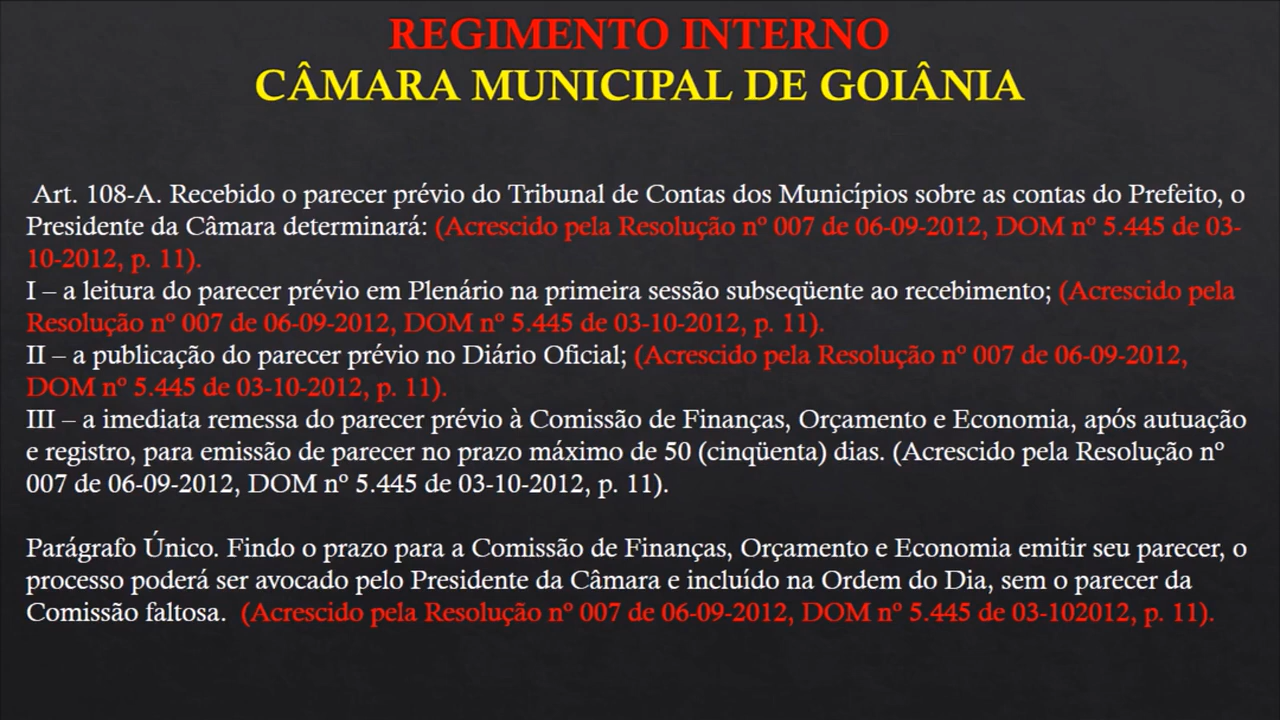 REGIMENTO INTERNO
CÂMARA MUNICIPAL DE GOIÂNIA
Art. 108-A. Recebido o parecer prévio do Tribunal de Contas dos Municípios sobre as contas do Prefeito, o
Presidente da Câmara determinará: (Acrescido pela Resolução nº 007 de 06-09-2012, DOM nº 5.445 de 03-
10-2012, p. 11).
I – a leitura do parecer prévio em Plenário na primeira sessão subseqüente ao recebimento; (Acrescido pela
Resolução nº 007 de 06-09-2012, DOM nº 5.445 de 03-10-2012, p. 11).
II – a publicação do parecer prévio no Diário Oficial; (Acrescido pela Resolução nº 007 de 06-09-2012,
DOM nº 5.445 de 03-10-2012, p. 11).
III – a imediata remessa do parecer prévio à Comissão de Finanças, Orçamento e Economia, após autuação
e registro, para emissão de parecer no prazo máximo de 50 (cinqüenta) dias. (Acrescido pela Resolução nº
007 de 06-09-2012, DOM nº 5.445 de 03-10-2012, p. 11).
Parágrafo Único. Findo o prazo para a Comissão de Finanças, Orçamento e Economia emitir seu parecer, o
processo poderá ser avocado pelo Presidente da Câmara e incluído na Ordem do Dia, sem o parecer da
Comissão faltosa. (Acrescido pela Resolução nº 007 de 06-09-2012, DOM nº 5.445 de 03-102012, p. 11).